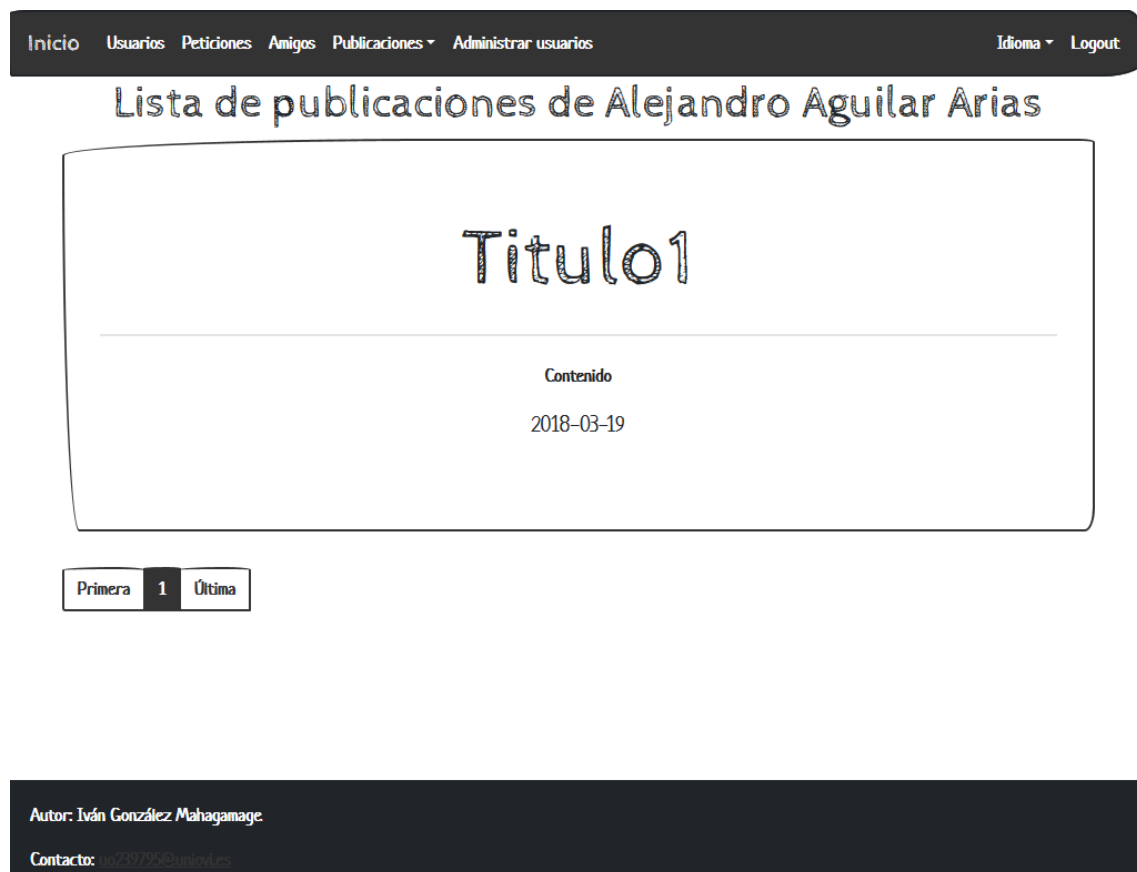 Inicio Usuarios Peticiones Amigos Publicaciones Administrar usuarios Idioma Logout
Lista de publicaciones de Alejandro Aguilar Arias
Titulo1
Contenido
2018-03-19
Primera 1 Última
Autor: Iván González Mahagamage.
Contacto: uo239795@uniovi.es